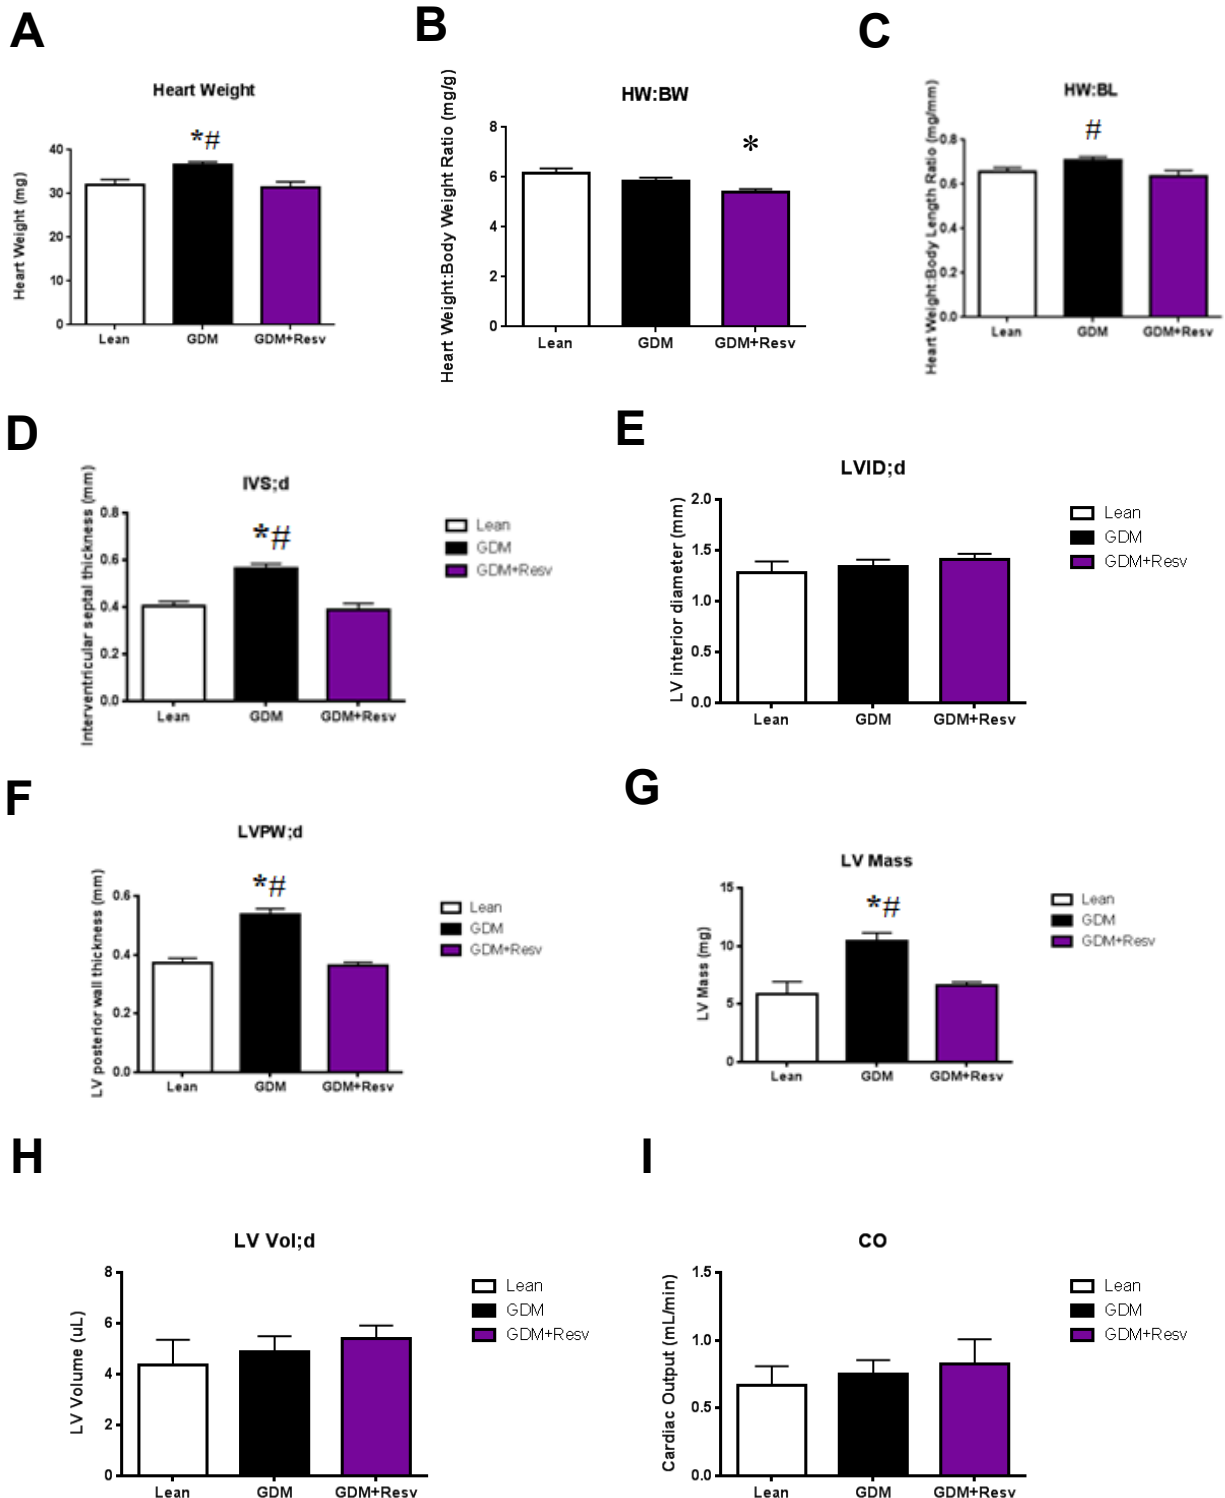 A
B
C
Heart Weight
*#
Heart Weight (mg)
40
30
20
10
0
Lean GDM GDM+Resv
HW:BW
*
Heart Weight:Body Weight Ratio (mg/g)
8
6
4
2
0
Lean GDM GDM+Resv
HW:BL
#
Heart Weight:Body Length Ratio (mg/mm)
0.8
0.6
0.4
0.2
0.0
Lean GDM GDM+Resv
D
E
IVS;d
*#
Interventricular septal thickness (mm)
0.8
0.6
0.4
0.2
0.0
Lean GDM GDM+Resv
Lean
GDM
GDM+Resv
LVID;d
LV interior diameter (mm)
2.0
1.5
1.0
0.5
0.0
Lean GDM GDM+Resv
Lean
GDM
GDM+Resv
F
G
LVPW;d
*#
LV posterior wall thickness (mm)
0.6
0.4
0.2
0.0
Lean GDM GDM+Resv
Lean
GDM
GDM+Resv
LV Mass
*#
LV Mass (mg)
15
10
5
0
Lean GDM GDM+Resv
Lean
GDM
GDM+Resv
H
I
LV Vol;d
LV Volume (uL)
8
6
4
2
0
Lean GDM GDM+Resv
Lean
GDM
GDM+Resv
CO
Cardiac Output (mL/min)
1.5
1.0
0.5
0.0
Lean GDM GDM+Resv
Lean
GDM
GDM+Resv